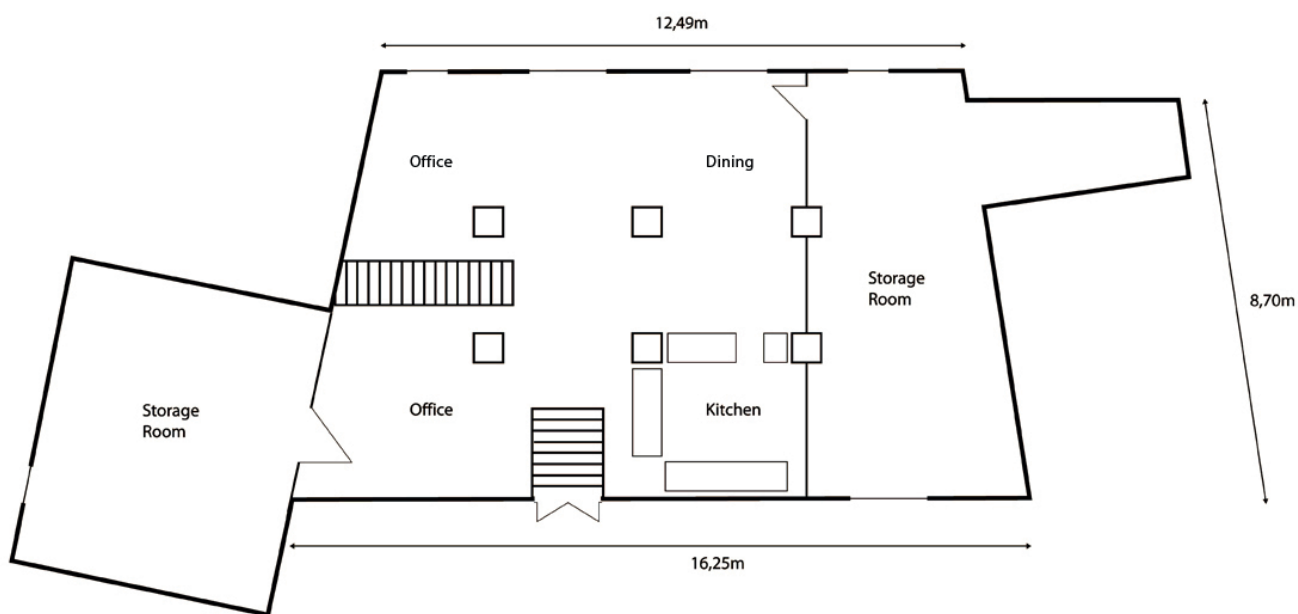 12,49m
Office
Dining
Storage
Room
8,70m
Storage
Room
Office
Kitchen
16,25m